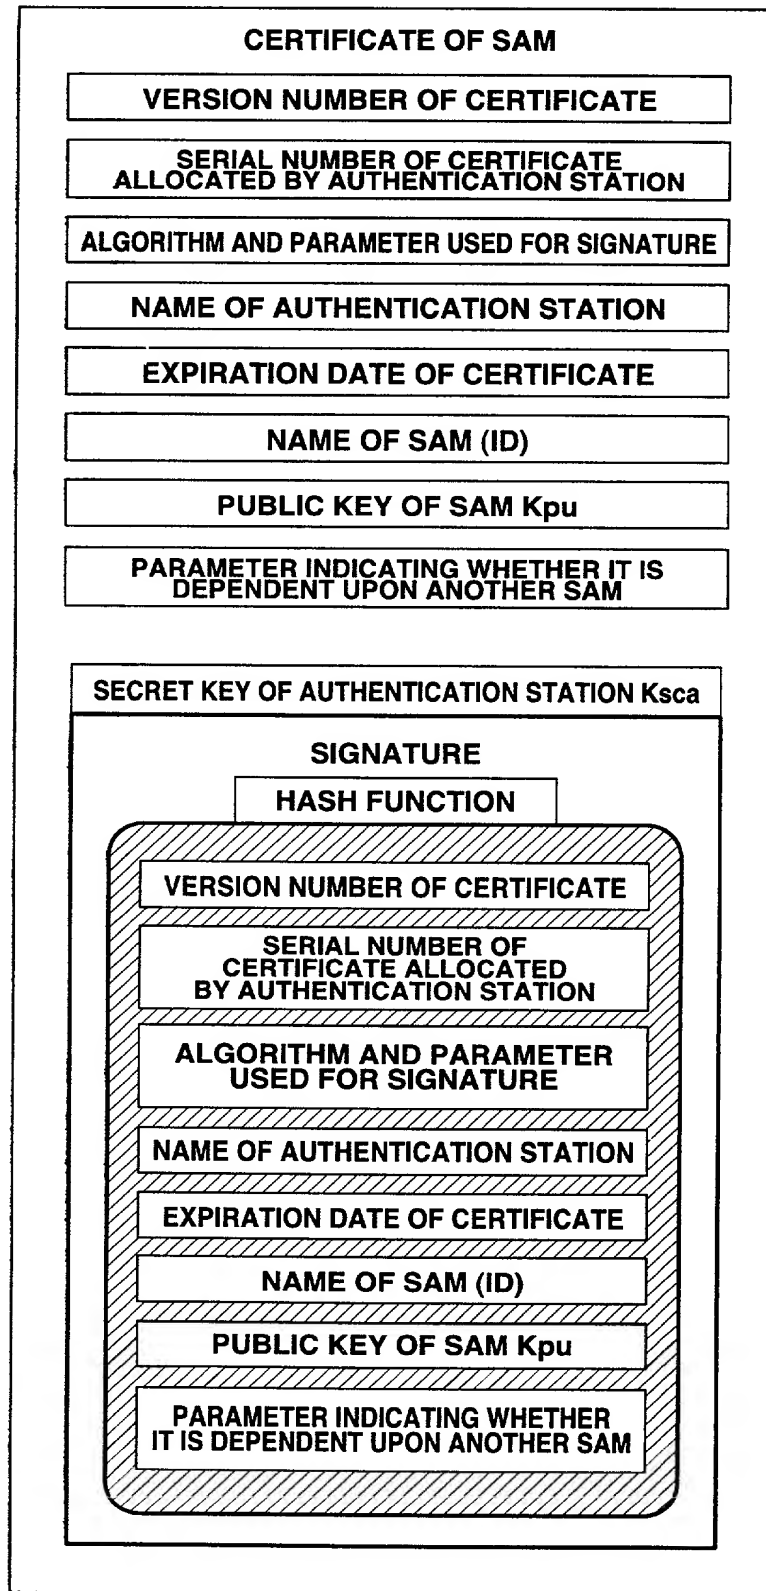 CERTIFICATE OF SAM
VERSION NUMBER OF CERTIFICATE
SERIAL NUMBER OF CERTIFICATE
ALLOCATED BY AUTHENTICATION STATION
ALGORITHM AND PARAMETER USED FOR SIGNATURE
NAME OF AUTHENTICATION STATION
EXPIRATION DATE OF CERTIFICATE
NAME OF SAM (ID)
PUBLIC KEY OF SAM Kpu
PARAMETER INDICATING WHETHER IT IS
DEPENDENT UPON ANOTHER SAM
SECRET KEY OF AUTHENTICATION STATION Ksca
SIGNATURE
HASH FUNCTION
VERSION NUMBER OF CERTIFICATE
SERIAL NUMBER OF
CERTIFICATE ALLOCATED
BY AUTHENTICATION STATION
ALGORITHM AND PARAMETER
USED FOR SIGNATURE
NAME OF AUTHENTICATION STATION
EXPIRATION DATE OF CERTIFICATE
NAME OF SAM (ID)
PUBLIC KEY OF SAM Kpu
PARAMETER INDICATING WHETHER
IT IS DEPENDENT UPON ANOTHER SAM